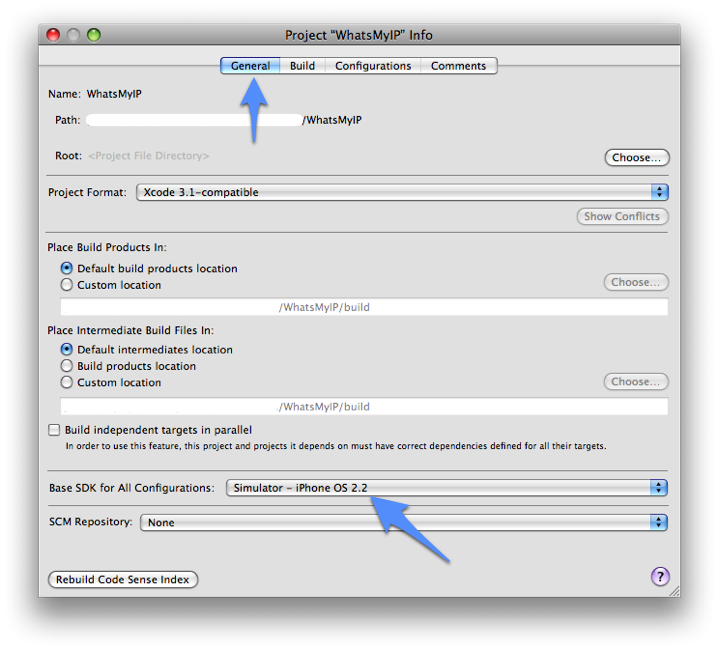 Project “WhatsMyIP” Info
General Build Configurations Comments
Name: WhatsMyIP
Path: /WhatsMyIP
Root: <Project File Directory>
Choose...
Project Format: Xcode 3.1-compatible
Show Conflicts
Place Build Products In:
Default build products location
Custom location
Choose...
/WhatsMyIP/build
Place Intermediate Build Files In:
Default intermediates location
Build products location
Custom location
Choose...
/WhatsMyIP/build
Build independent targets in parallel
In order to use this feature, this project and projects it depends on must have correct dependencies defined for all their targets.
Base SDK for All Configurations: Simulator – iPhone OS 2.2
SCM Repository: None
Rebuild Code Sense Index
?